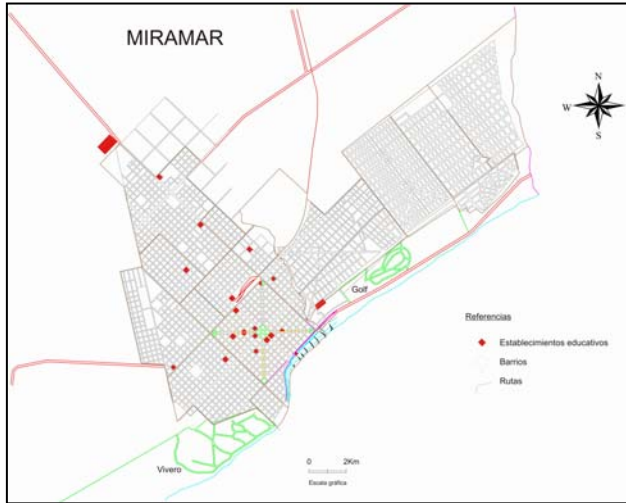 MIRAMAR
N
W
S
Golf
Referencias
Establecimientos educativos
Barrios
Rutas
0 2Km
Escala gráfica
Vivero